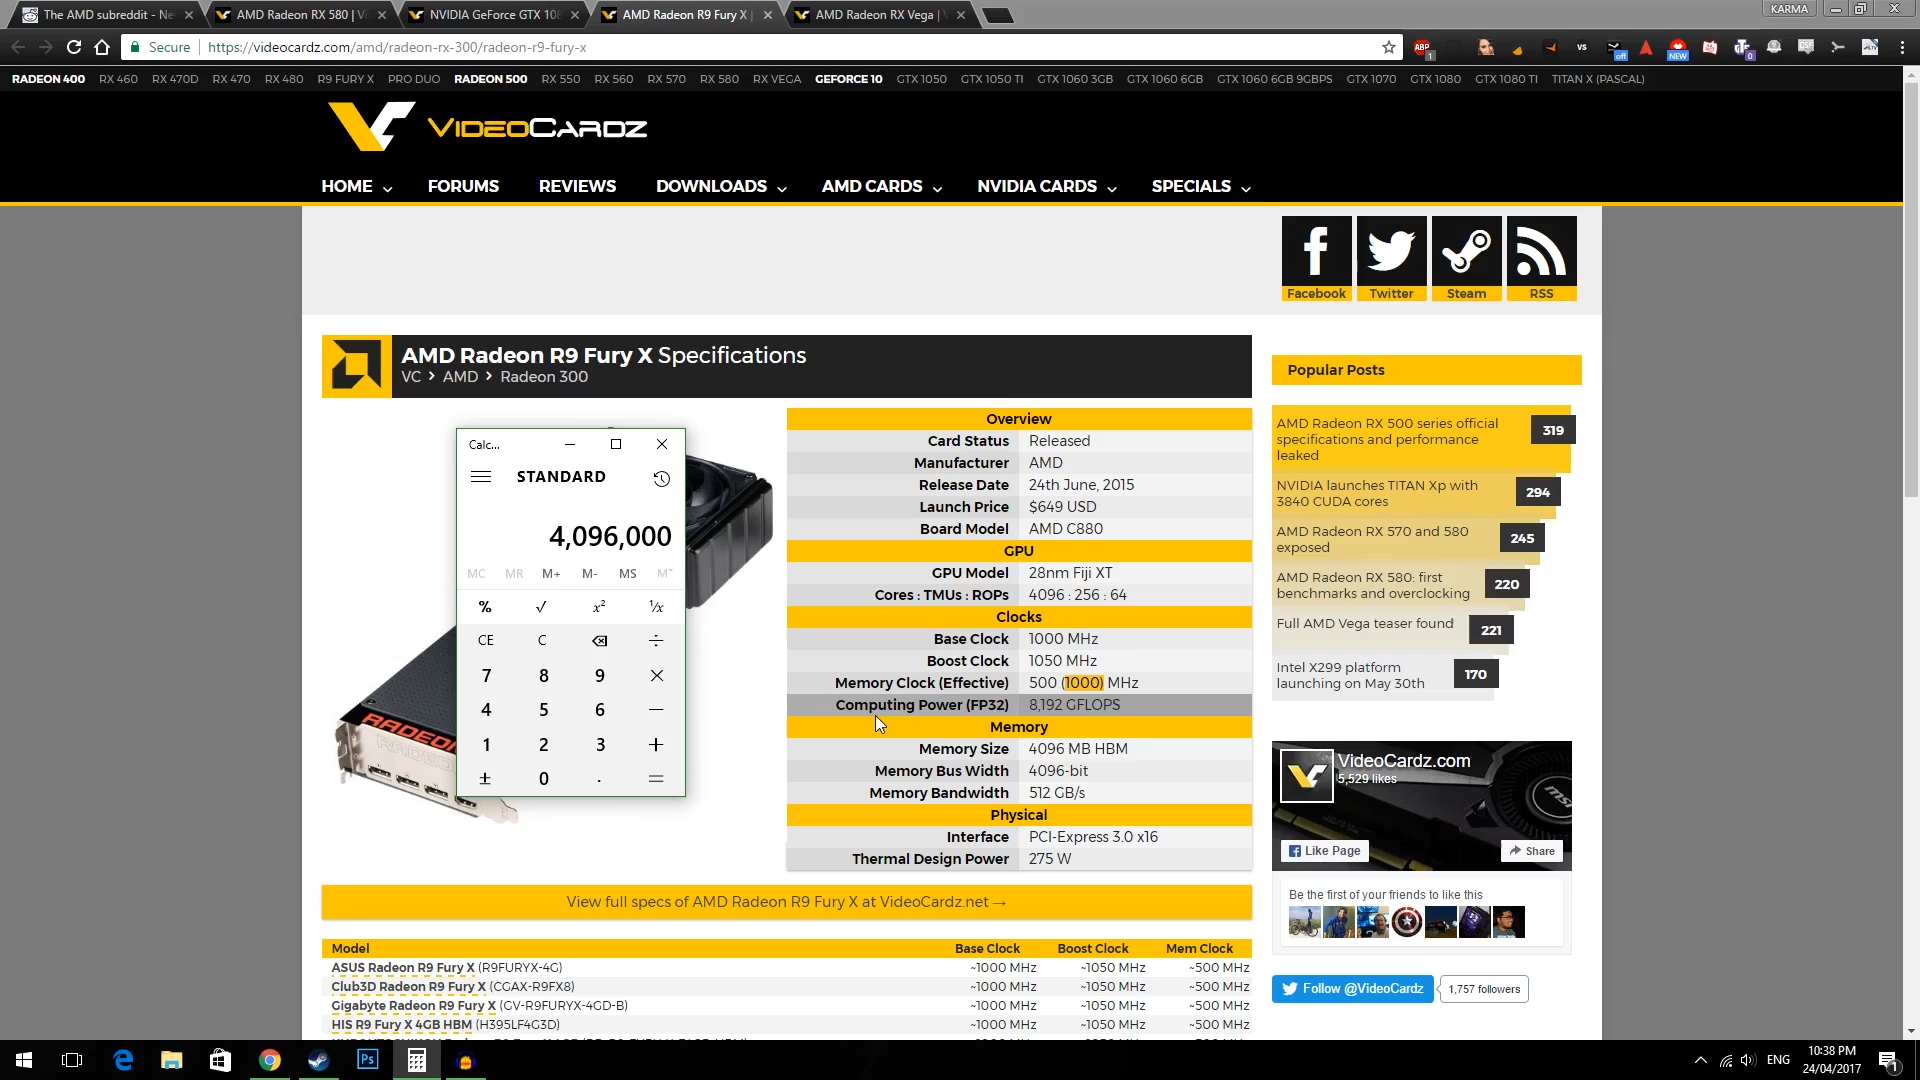 The AMD subreddit - Ne
AMD Radeon RX 580 | Vi
NVIDIA GeForce GTX 108
AMD Radeon R9 Fury X |
AMD Radeon RX Vega | V
KARMA
Secure
https://videocardz.com/amd/radeon-rx-300/radeon-r9-fury-x
ABP
1
VS
off
NEW
0
RADEON 400 RX 460 RX 470D RX 470 RX 480 R9 FURY X PRO DUO RADEON 500 RX 550 RX 560 RX 570 RX 580 RX VEGA GEFORCE 10 GTX 1050 GTX 1050 TI GTX 1060 3GB GTX 1060 6GB GTX 1060 6GB 9GBPS GTX 1070 GTX 1080 GTX 1080 TI TITAN X (PASCAL)
VIDEOCARDZ
HOME FORUMS REVIEWS DOWNLOADS AMD CARDS NVIDIA CARDS SPECIALS
Facebook Twitter Steam RSS
AMD Radeon R9 Fury X Specifications
VC > AMD > Radeon 300
Overview
Card Status Released
Manufacturer AMD
Release Date 24th June, 2015
Launch Price $649 USD
Board Model AMD C880
GPU
GPU Model 28nm Fiji XT
Cores : TMUs : ROPs 4096 : 256 : 64
Clocks
Base Clock 1000 MHz
Boost Clock 1050 MHz
Memory Clock (Effective) 500 (1000) MHz
Computing Power (FP32) 8,192 GFLOPS
Memory
Memory Size 4096 MB HBM
Memory Bus Width 4096-bit
Memory Bandwidth 512 GB/s
Physical
Interface PCI-Express 3.0 x16
Thermal Design Power 275 W
RADEON
Calc...
STANDARD
4,096,000
MC MR M+ M- MS M˅
% √ x² ¹/x
CE C ÷
7 8 9 ×
4 5 6 −
1 2 3 +
± 0 . =
View full specs of AMD Radeon R9 Fury X at VideoCardz.net →
Model Base Clock Boost Clock Mem Clock
ASUS Radeon R9 Fury X (R9FURYX-4G) ~1000 MHz ~1050 MHz ~500 MHz
Club3D Radeon R9 Fury X (CGAX-R9FX8) ~1000 MHz ~1050 MHz ~500 MHz
Gigabyte Radeon R9 Fury X (GV-R9FURYX-4GD-B) ~1000 MHz ~1050 MHz ~500 MHz
HIS R9 Fury X 4GB HBM (H395LF4G3D) ~1000 MHz ~1050 MHz ~500 MHz
Popular Posts
AMD Radeon RX 500 series official
specifications and performance
leaked
319
NVIDIA launches TITAN Xp with
3840 CUDA cores
294
AMD Radeon RX 570 and 580
exposed
245
AMD Radeon RX 580: first
benchmarks and overclocking
220
Full AMD Vega teaser found
221
Intel X299 platform
launching on May 30th
170
VideoCardz.com
5,529 likes
msi
Like Page
Share
Be the first of your friends to like this
Follow @VideoCardz
1,757 followers
Ps
ENG
10:38 PM
24/04/2017
1